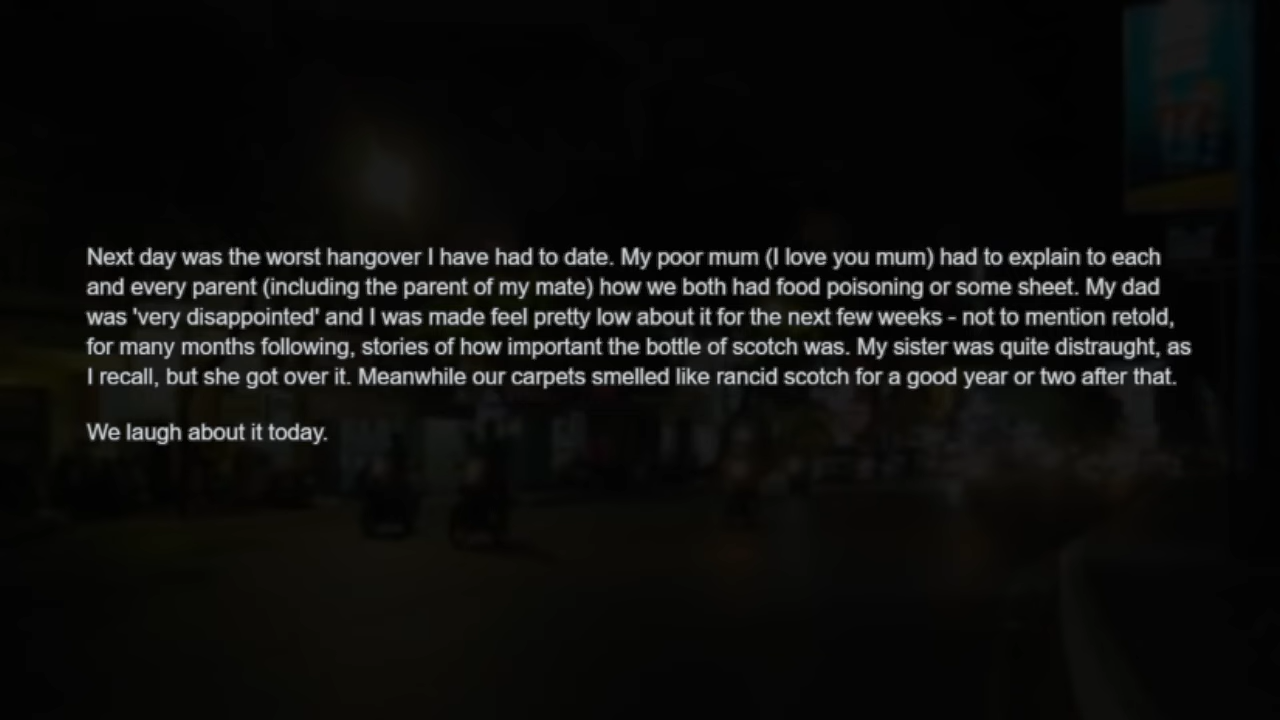 Next day was the worst hangover I have had to date. My poor mum (I love you mum) had to explain to each
and every parent (including the parent of my mate) how we both had food poisoning or some sheet. My dad
was 'very disappointed' and I was made feel pretty low about it for the next few weeks - not to mention retold,
for many months following, stories of how important the bottle of scotch was. My sister was quite distraught, as
I recall, but she got over it. Meanwhile our carpets smelled like rancid scotch for a good year or two after that.
We laugh about it today.